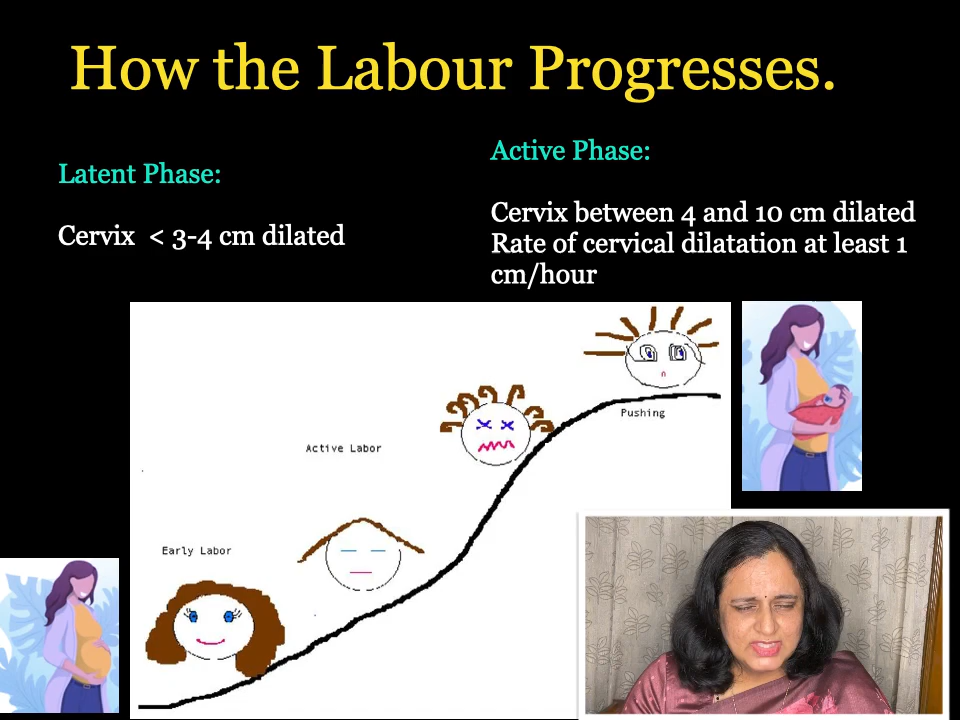 How the Labour Progresses.
Latent Phase:
Cervix < 3-4 cm dilated
Active Phase:
Cervix between 4 and 10 cm dilated
Rate of cervical dilatation at least 1
cm/hour
Pushing
Active Labor
Early Labor